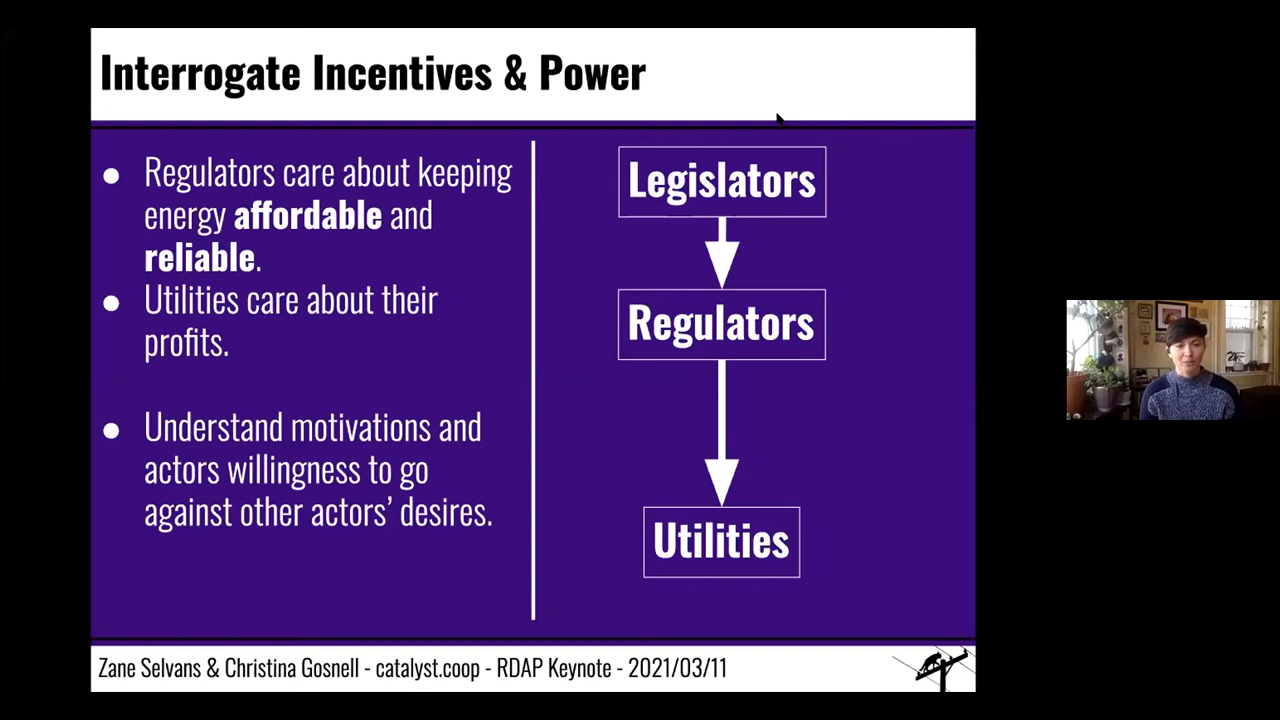 Interrogate Incentives & Power
● Regulators care about keeping
energy affordable and
reliable.
● Utilities care about their
profits.
● Understand motivations and
actors willingness to go
against other actors’ desires.
Legislators
Regulators
Utilities
Zane Selvans & Christina Gosnell - catalyst.coop - RDAP Keynote - 2021/03/11